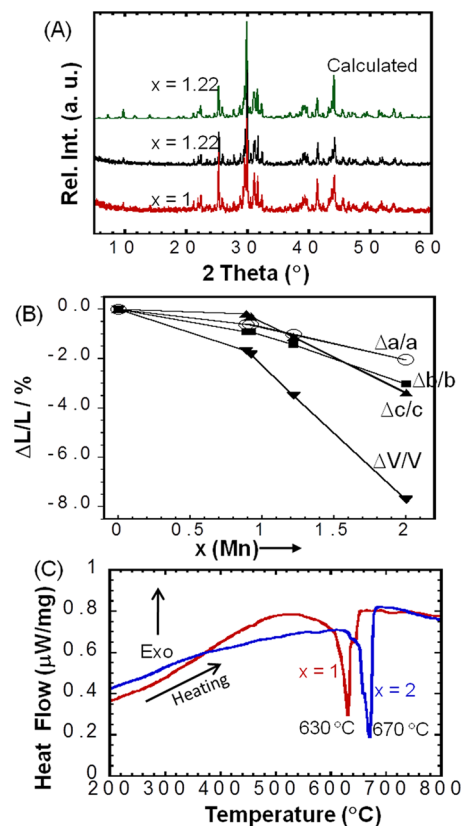 (A)
Calculated
x = 1.22
x = 1.22
x = 1
Rel. Int. (a. u.)
10 20 30 40 50 60
2 Theta (°)
(B)
0.0
-2.0
-4.0
-6.0
-8.0
ΔL/L / %
Δa/a
Δb/b
Δc/c
ΔV/V
0 0.5 1 1.5 2
x (Mn)
(C)
1
0.8
0.6
0.4
0.2
0
Heat Flow (µW/mg)
Exo
Heating
x = 1
x = 2
630 °C
670 °C
200 300 400 500 600 700 800
Temperature (°C)